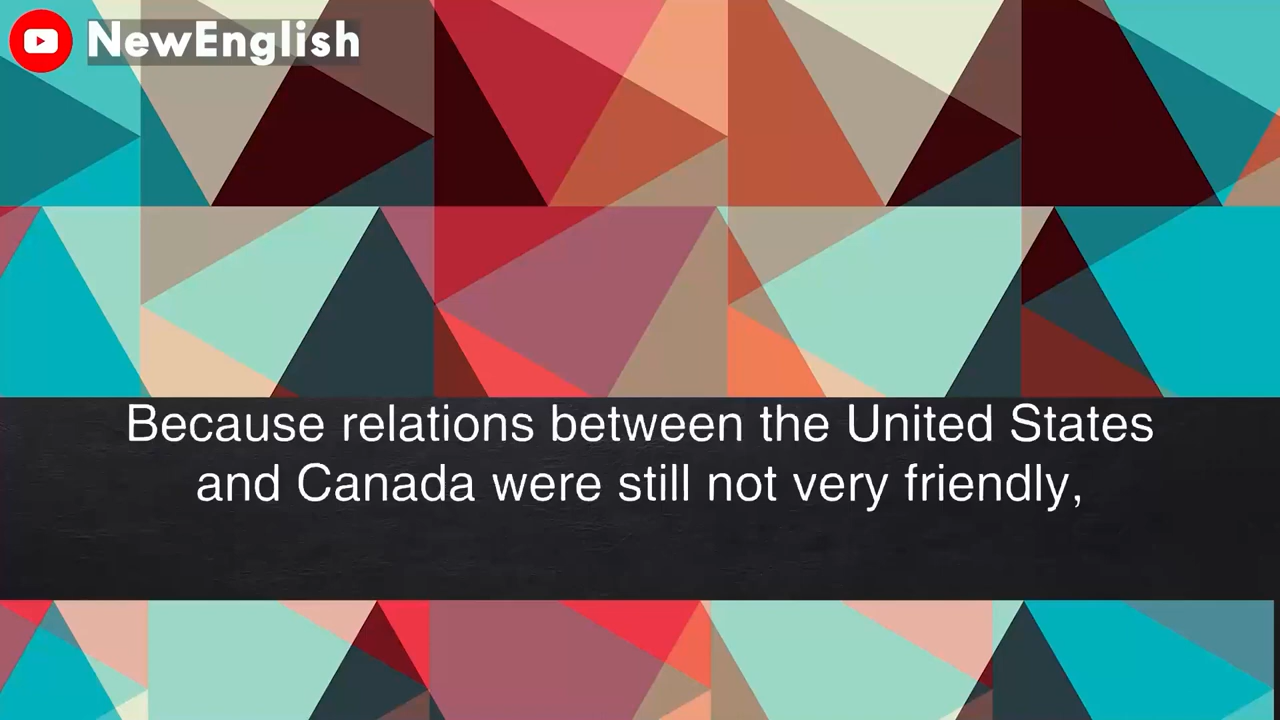 NewEnglish
Because relations between the United States
and Canada were still not very friendly,